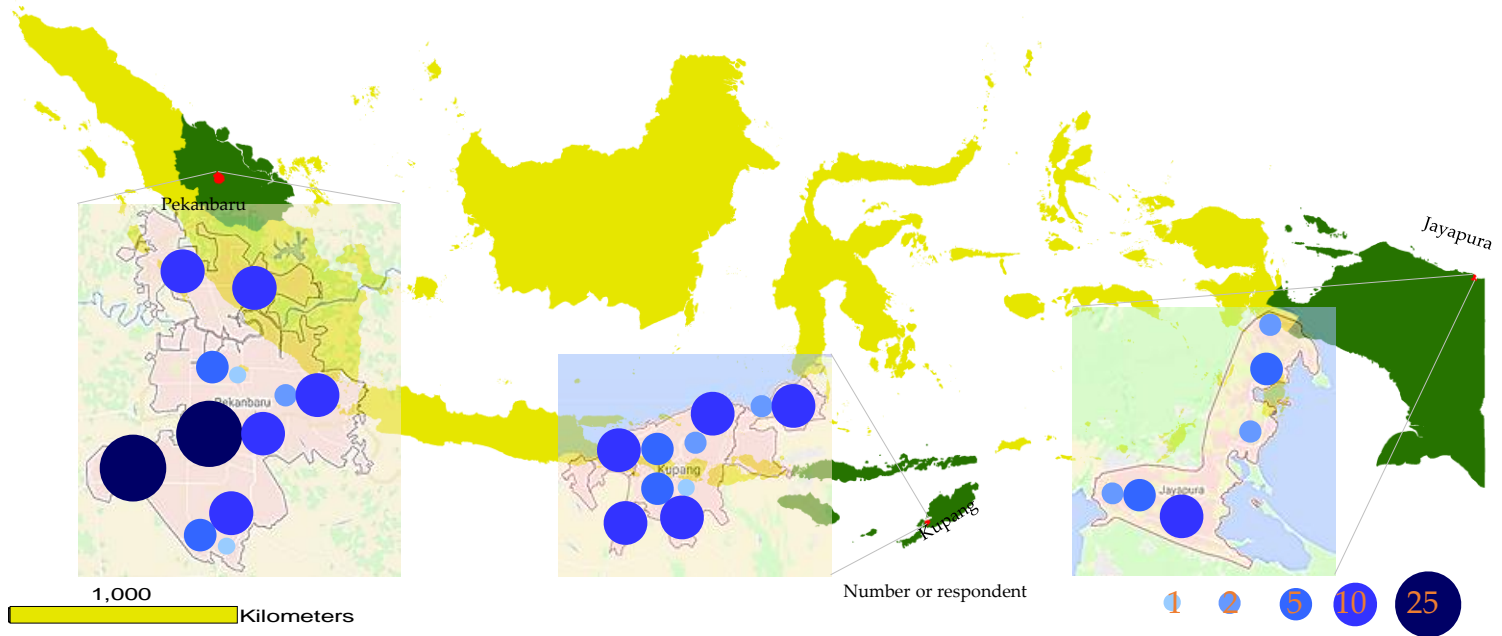 Jayapura
Pekanbaru
Pekanbaru
Kupang
Jayapura
Kupang
Number or respondent
1,000
Kilometers
1 2 5 10 25